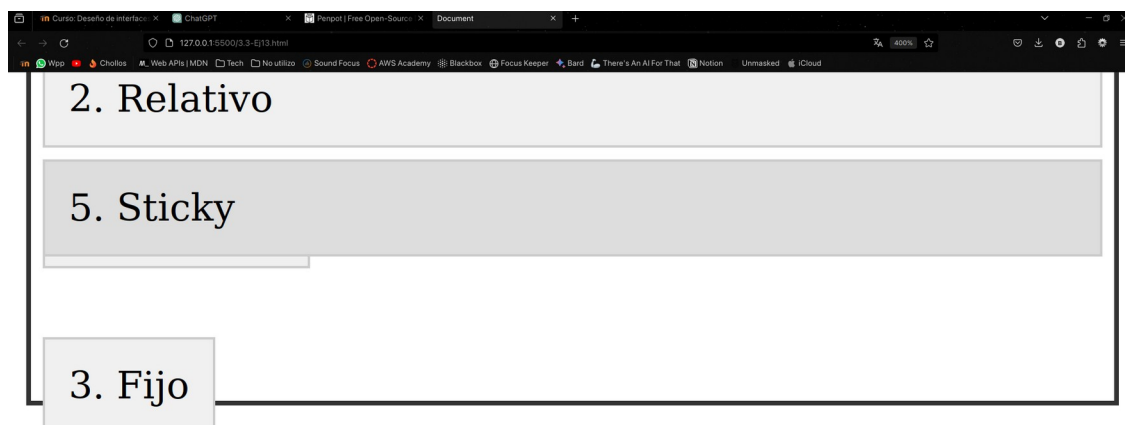 Curso: Deseño de interface ChatGPT Penpot | Free Open-Source Document
127.0.0.1:5500/3.3-Ej13.html 400%
Wpp Chollos Web APIs | MDN Tech No utilizo Sound Focus AWS Academy Blackbox Focus Keeper Bard There's An AI For That Notion Unmasked iCloud
2. Relativo
5. Sticky
3. Fijo